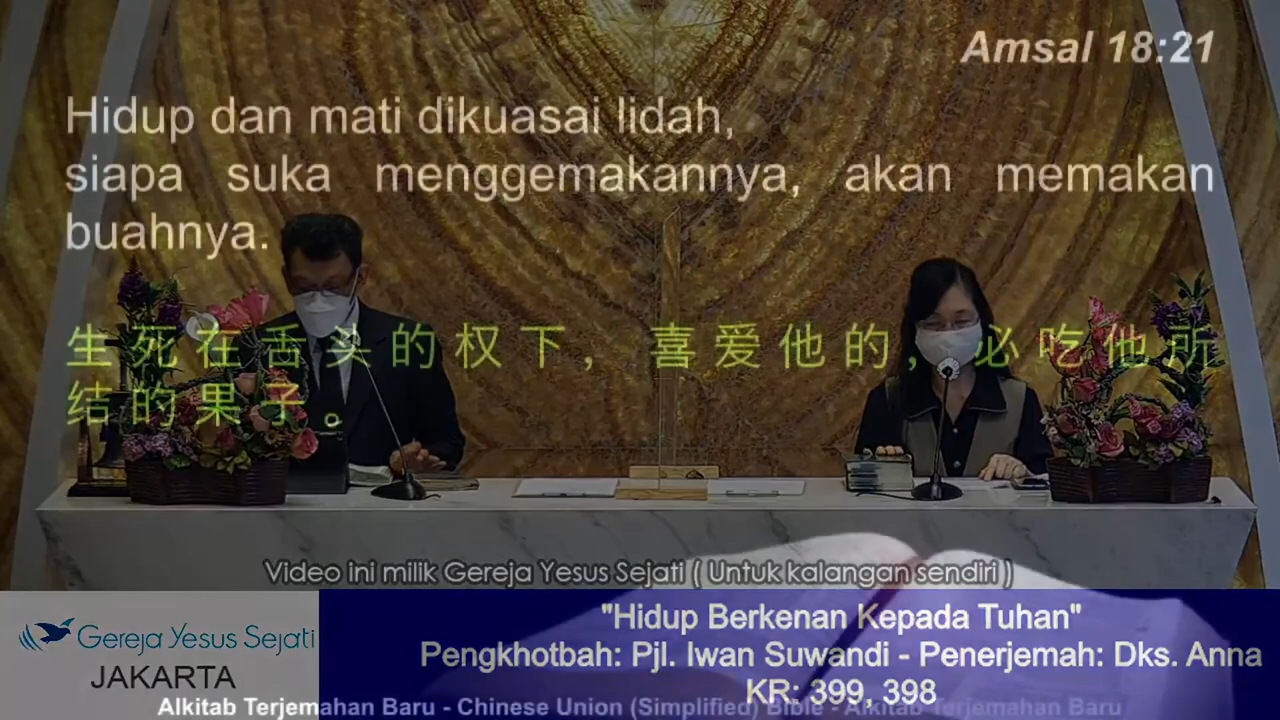 Amsal 18:21
Hidup dan mati dikuasai lidah,
siapa suka menggemakannya, akan memakan
buahnya.
生死在舌头的权下，喜爱他的，必吃他所
结的果子。
Video ini milik Gereja Yesus Sejati ( Untuk kalangan sendiri )
Gereja Yesus Sejati
JAKARTA
"Hidup Berkenan Kepada Tuhan"
Pengkhotbah: Pjl. Iwan Suwandi - Penerjemah: Dks. Anna
KR: 399, 398
Alkitab Terjemahan Baru - Chinese Union (Simplified) Bible - Alkitab Terjemahan Baru